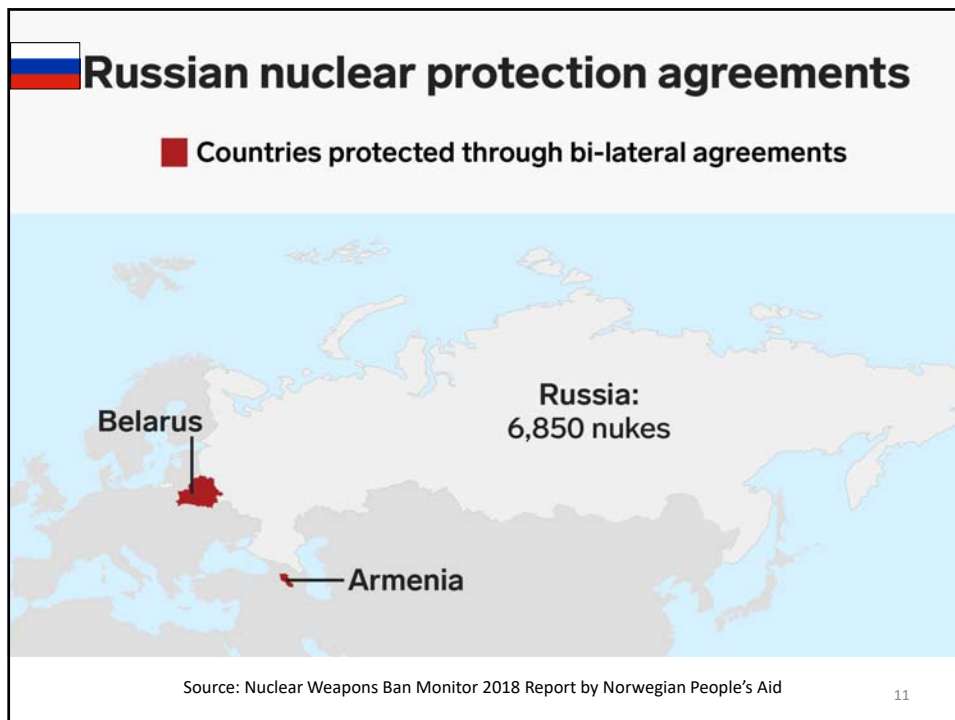 Russian nuclear protection agreements
Countries protected through bi-lateral agreements
Russia:
6,850 nukes
Belarus
Armenia
Source: Nuclear Weapons Ban Monitor 2018 Report by Norwegian People’s Aid
11